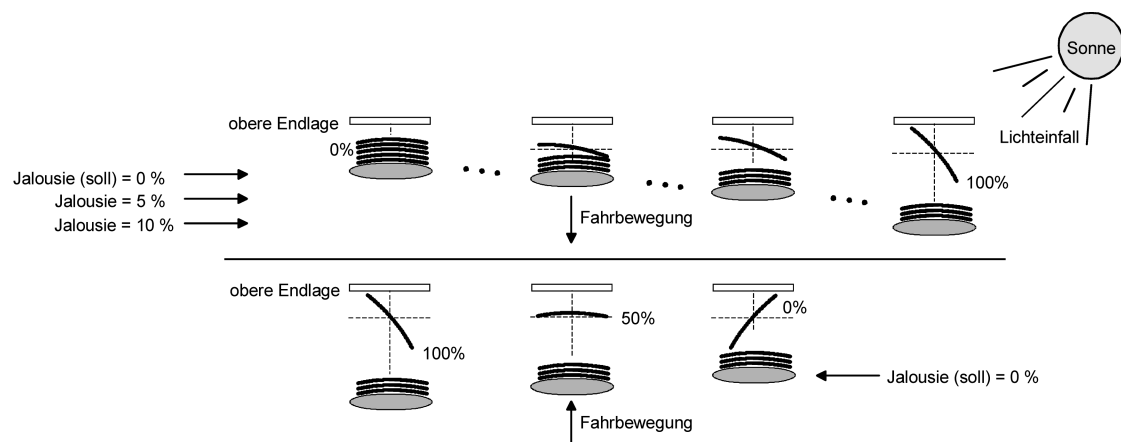 Sonne
Lichteinfall
obere Endlage
0%
100%
Jalousie (soll) = 0 %
Jalousie = 5 %
Jalousie = 10 %
Fahrbewegung
obere Endlage
100%
50%
0%
Jalousie (soll) = 0 %
Fahrbewegung